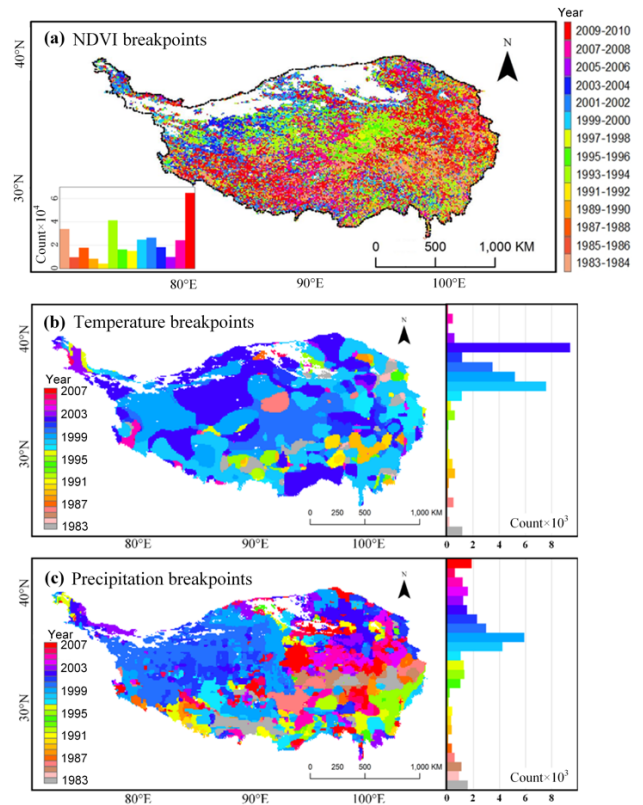 Year
(a) NDVI breakpoints
N
2009-2010
2007-2008
2005-2006
2003-2004
2001-2002
1999-2000
1997-1998
1995-1996
1993-1994
1991-1992
1989-1990
1987-1988
1985-1986
1983-1984
40°N
30°N
Count×10⁴
6
4
2
0
0 500 1,000 KM
80°E 90°E 100°E
(b) Temperature breakpoints
N
40°N
30°N
Year
2007
2003
1999
1995
1991
1987
1983
0 250 500 1,000 KM
80°E 90°E 100°E
Count×10³
0 2 4 6 8
(c) Precipitation breakpoints
N
40°N
30°N
Year
2007
2003
1999
1995
1991
1987
1983
0 250 500 1,000 KM
80°E 90°E 100°E
Count×10³
0 2 4 6 8